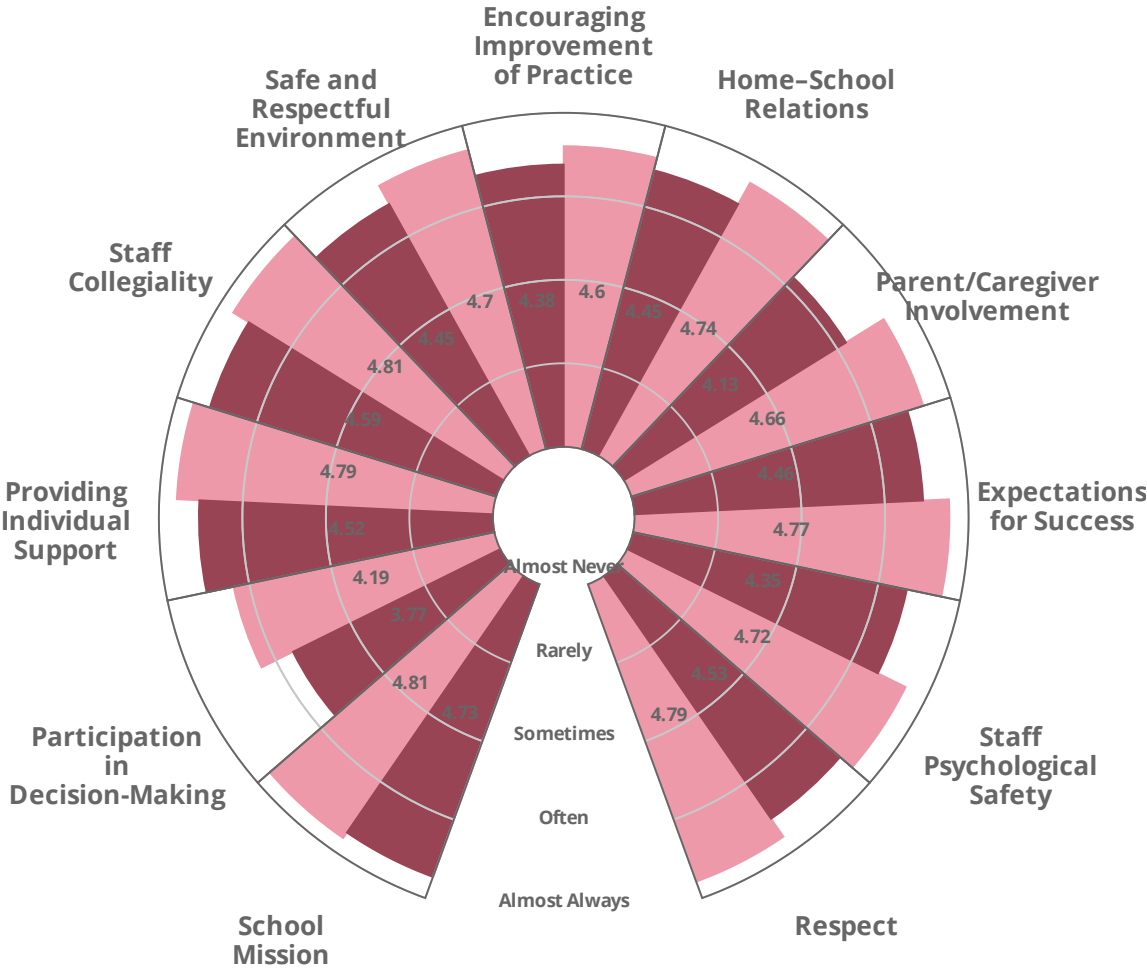 Encouraging
Improvement
of Practice
Safe and
Respectful
Environment
Home–School
Relations
Staff
Collegiality
Parent/Caregiver
Involvement
4.7
4.38
4.6
4.45
4.45
4.74
4.81
4.13
4.59
4.66
4.79
4.46
Providing
Individual
Support
Expectations
for Success
4.52
4.77
Almost Never
4.19
4.35
3.77
4.72
Rarely
4.81
4.53
4.73
4.79
Sometimes
Participation
in
Decision-Making
Staff
Psychological
Safety
Often
Almost Always
School
Mission
Respect